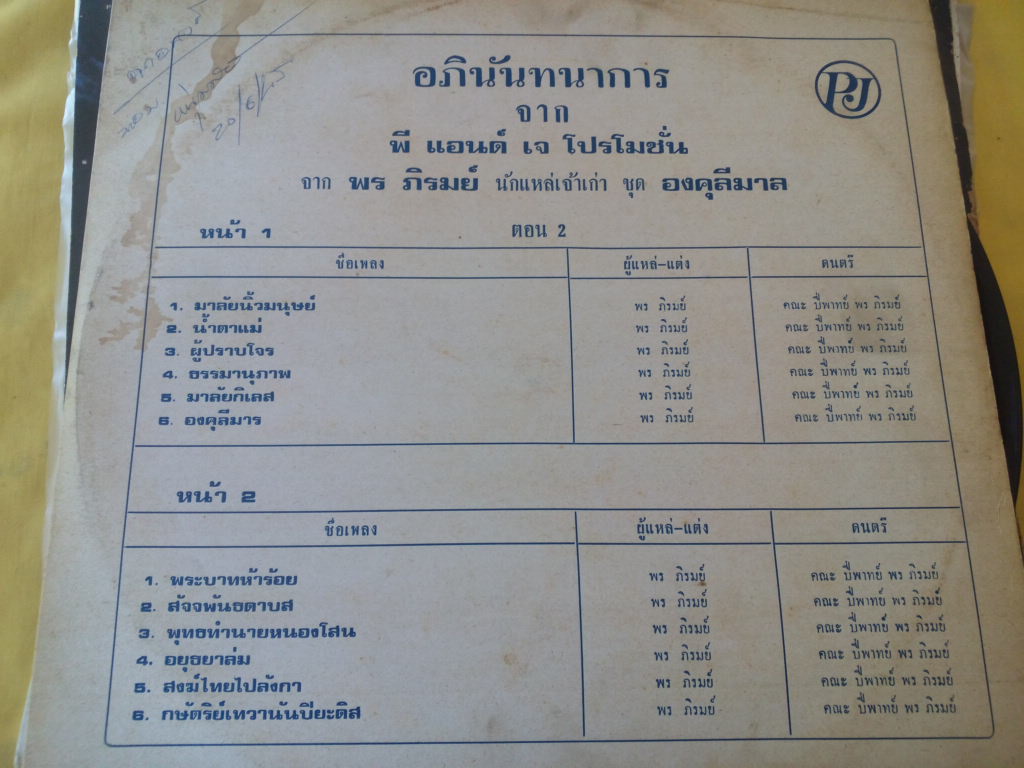 20/6/
อภินันทนาการ
PJ
จาก
พี แอนด์ เจ โปรโมชั่น
จาก พร ภิรมย์ นักแหล่เจ้าเก่า ชุด องคุลีมาล
หน้า 1 ตอน 2
ชื่อเพลง ผู้แหล่-แต่ง ดนตรี
1. มาลัยนิ้วมนุษย์ พร ภิรมย์ คณะ ปี่พาทย์ พร ภิรมย์
2. น้ำตาแม่ พร ภิรมย์ คณะ ปี่พาทย์ พร ภิรมย์
3. ผู้ปราบโจร พร ภิรมย์ คณะ ปี่พาทย์ พร ภิรมย์
4. ธรรมานุภาพ พร ภิรมย์ คณะ ปี่พาทย์ พร ภิรมย์
5. มาลัยกิเลส พร ภิรมย์ คณะ ปี่พาทย์ พร ภิรมย์
6. องคุลีมาร พร ภิรมย์ คณะ ปี่พาทย์ พร ภิรมย์
หน้า 2
ชื่อเพลง ผู้แหล่-แต่ง ดนตรี
1. พระบาทห้าร้อย พร ภิรมย์ คณะ ปี่พาทย์ พร ภิรมย์
2. สัจจพันธดาบส พร ภิรมย์ คณะ ปี่พาทย์ พร ภิรมย์
3. พุทธทำนายหนองโสน พร ภิรมย์ คณะ ปี่พาทย์ พร ภิรมย์
4. อยุธยาล่ม พร ภิรมย์ คณะ ปี่พาทย์ พร ภิรมย์
5. สงฆ์ไทยไปลังกา พร ภิรมย์ คณะ ปี่พาทย์ พร ภิรมย์
6. กษัตริย์เทวานันปิยะดิส พร ภิรมย์ คณะ ปี่พาทย์ พร ภิรมย์